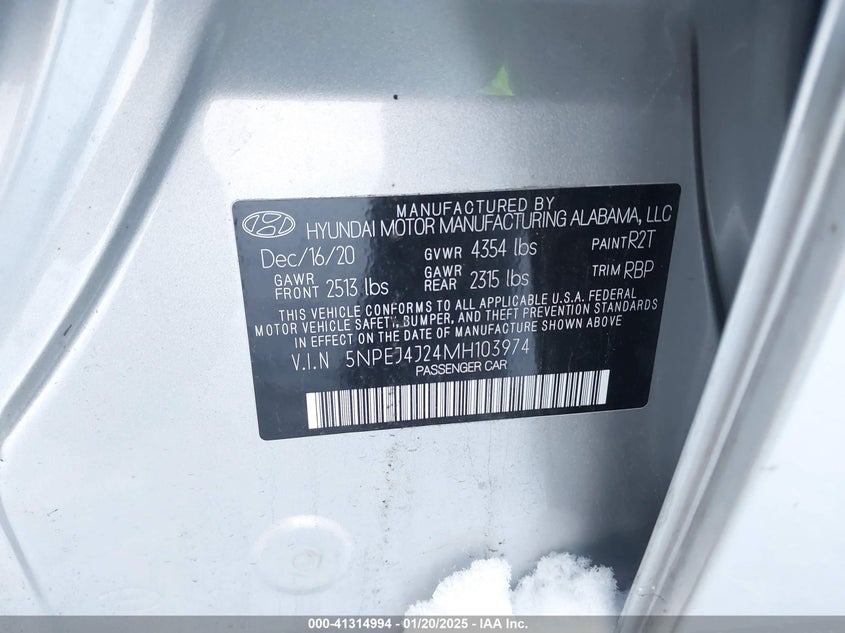 MANUFACTURED BY
HYUNDAI MOTOR MANUFACTURING ALABAMA, LLC
Dec/16/20 GVWR 4354 lbs PAINT R2T
GAWR FRONT 2513 lbs GAWR REAR 2315 lbs TRIM RBP
THIS VEHICLE CONFORMS TO ALL APPLICABLE U.S.A. FEDERAL
MOTOR VEHICLE SAFETY, BUMPER, AND THEFT PREVENTION STANDARDS
IN EFFECT ON THE DATE OF MANUFACTURE SHOWN ABOVE
V.I.N 5NPEJ4J24MH103974
PASSENGER CAR
000-41314994 — 01/20/2025 — IAA Inc.